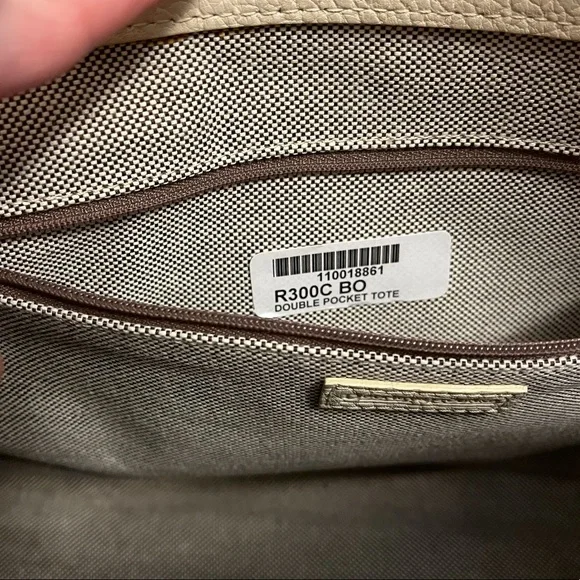 110018861
R300C BO
DOUBLE POCKET TOTE